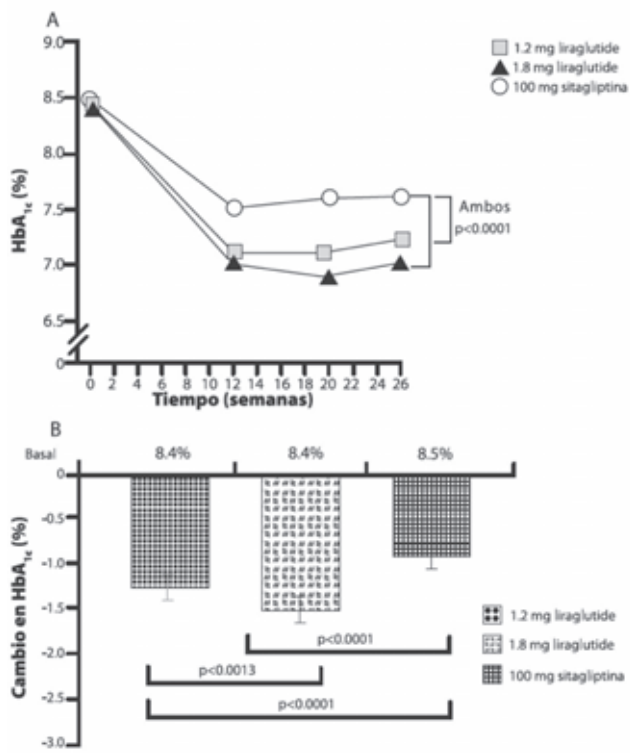 A
9.0
8.5
8.0
7.5
7.0
6.5
0
HbA1c (%)
1.2 mg liraglutide
1.8 mg liraglutide
100 mg sitagliptina
Ambos
p<0.0001
0 2 4 6 8 10 12 14 16 18 20 22 24 26
Tiempo (semanas)
B
Basal 8.4% 8.4% 8.5%
0
-0.5
-1.0
-1.5
-2.0
-2.5
-3.0
Cambio en HbA1c (%)
p<0.0001
p<0.0013
p<0.0001
1.2 mg liraglutide
1.8 mg liraglutide
100 mg sitagliptina